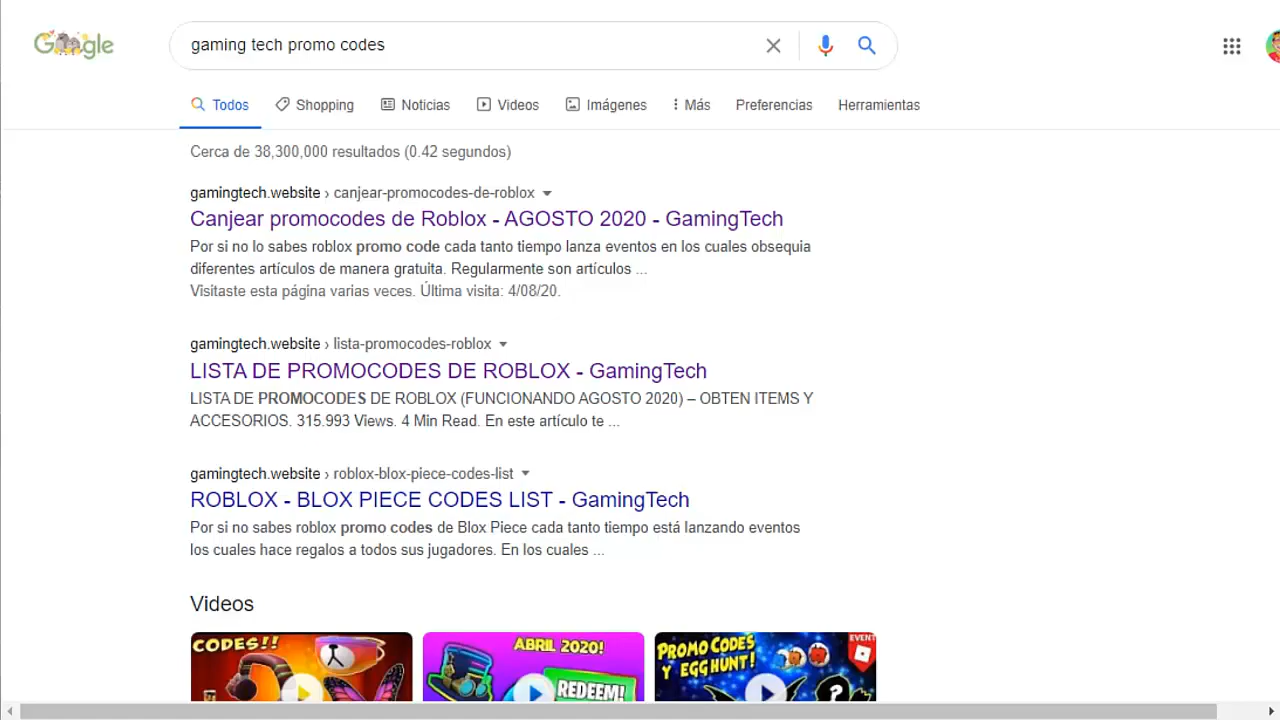 Google
gaming tech promo codes
Todos Shopping Noticias Videos Imágenes Más Preferencias Herramientas
Cerca de 38,300,000 resultados (0.42 segundos)
gamingtech.website › canjear-promocodes-de-roblox
Canjear promocodes de Roblox - AGOSTO 2020 - GamingTech
Por si no lo sabes roblox promo code cada tanto tiempo lanza eventos en los cuales obsequia
diferentes artículos de manera gratuita. Regularmente son artículos ...
Visitaste esta página varias veces. Última visita: 4/08/20.
gamingtech.website › lista-promocodes-roblox
LISTA DE PROMOCODES DE ROBLOX - GamingTech
LISTA DE PROMOCODES DE ROBLOX (FUNCIONANDO AGOSTO 2020) – OBTEN ITEMS Y
ACCESORIOS. 315.993 Views. 4 Min Read. En este artículo te ...
gamingtech.website › roblox-blox-piece-codes-list
ROBLOX - BLOX PIECE CODES LIST - GamingTech
Por si no sabes roblox promo codes de Blox Piece cada tanto tiempo está lanzando eventos
los cuales hace regalos a todos sus jugadores. En los cuales ...
Videos
CODES!!
ABRIL 2020!
REDEEM!
PROMO CODES
Y EGG HUNT!
EVENT
?